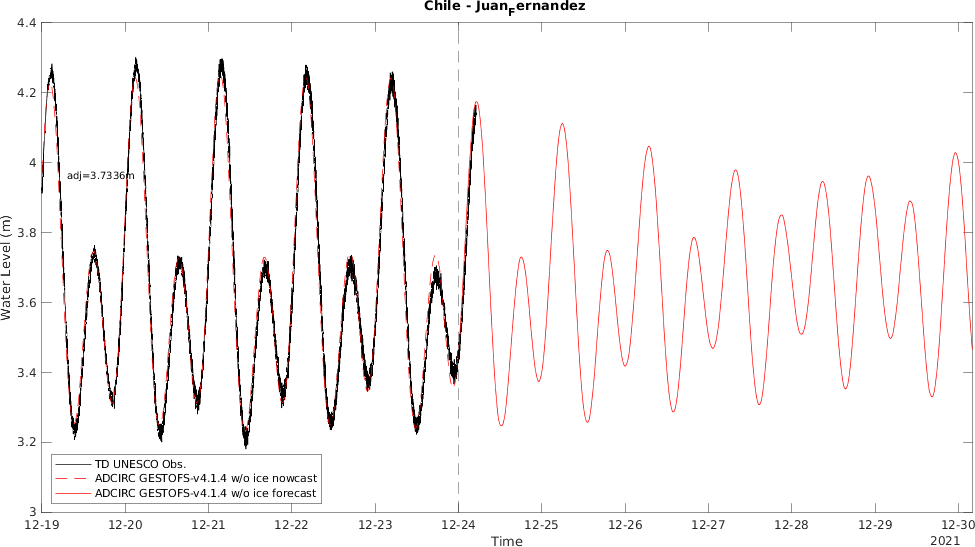 Chile - Juan_Fernandez
4.4
4.2
4
3.8
3.6
3.4
3.2
3
Water Level (m)
adj=3.7336m
TD UNESCO Obs.
ADCIRC GESTOFS-v4.1.4 w/o ice nowcast
ADCIRC GESTOFS-v4.1.4 w/o ice forecast
12-19 12-20 12-21 12-22 12-23 12-24 12-25 12-26 12-27 12-28 12-29 12-30
Time
2021